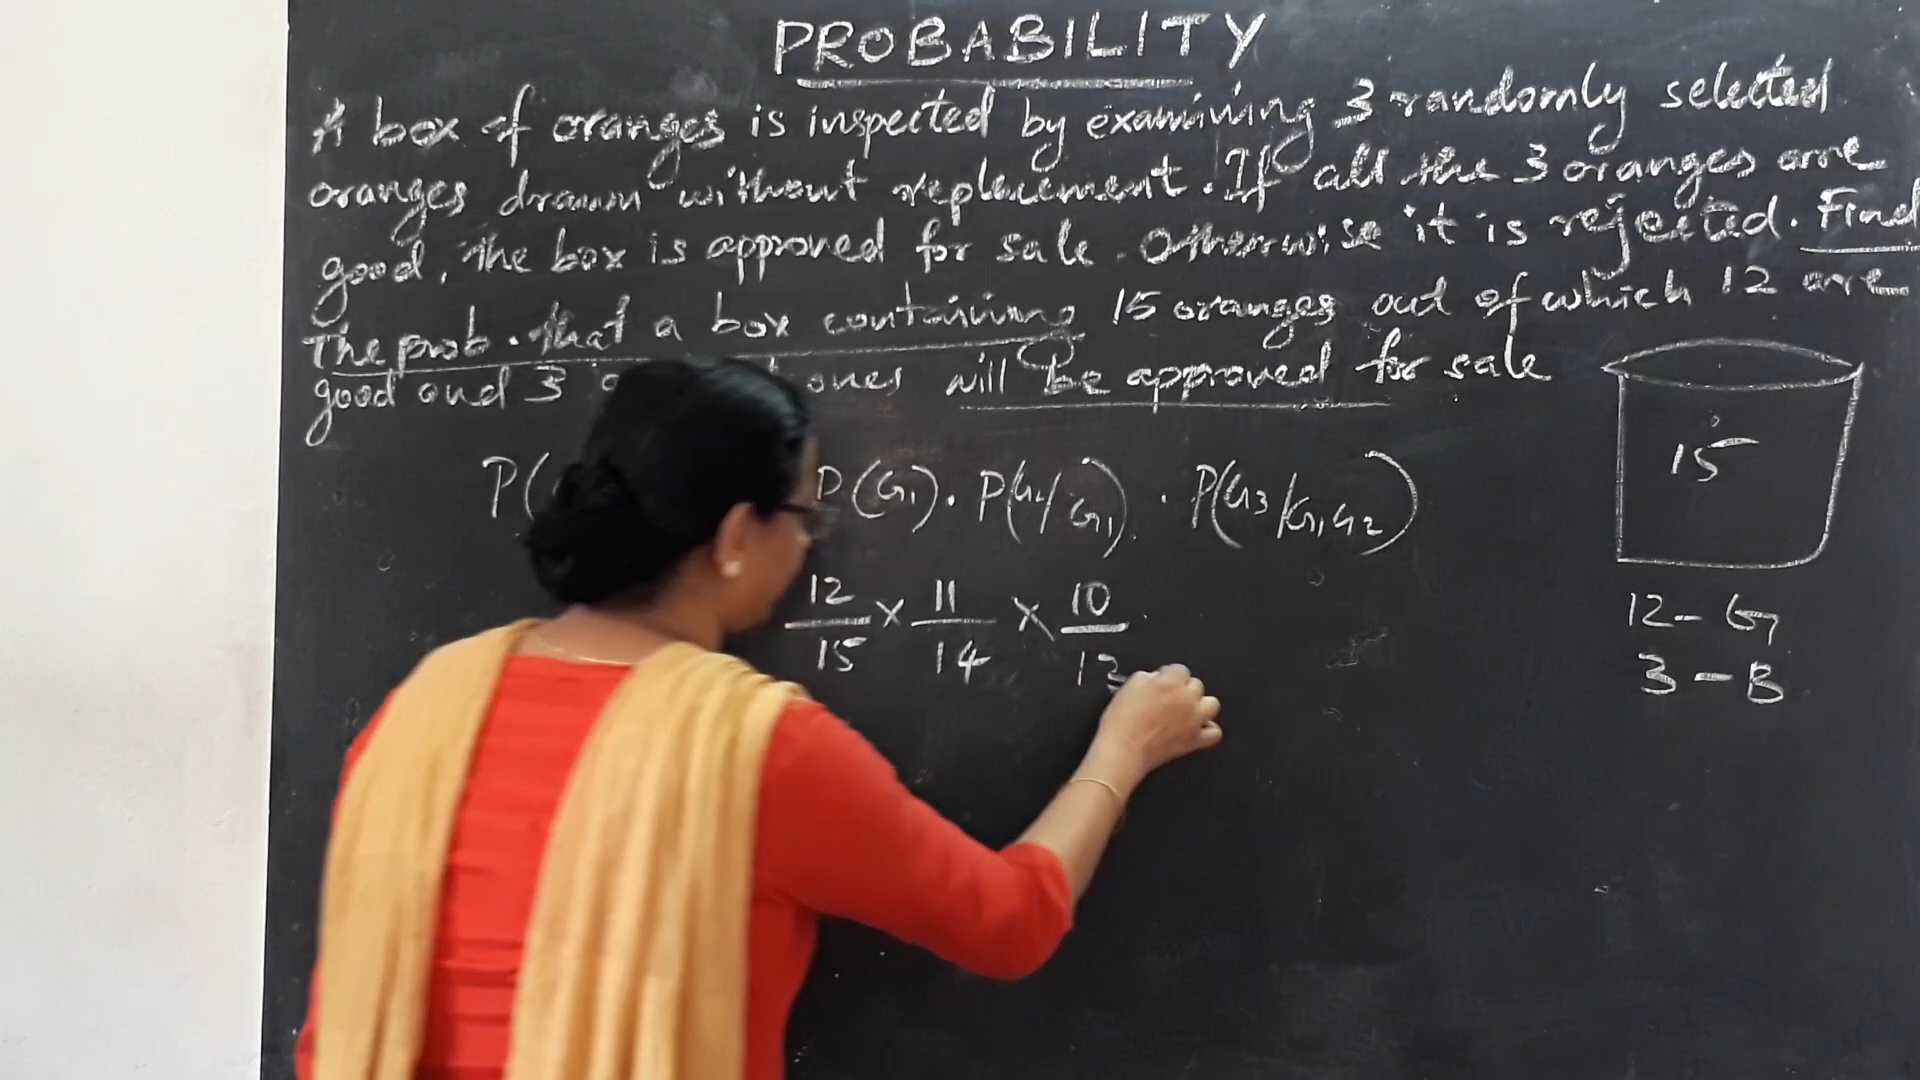 PROBABILITY
A box of oranges is inspected by examining 3 randomly selected
oranges drawn without replacement. If all the 3 oranges are
good, the box is approved for sale. Otherwise it is rejected. Find
the prob. that a box containing 15 oranges out of which 12 are
good and 3 ones will be approved for sale
P( P(G₁). P(G₂/G₁) . P(G₃/G₁G₂)
12/15 × 11/14 × 10/13
15
12 - G
3 - B